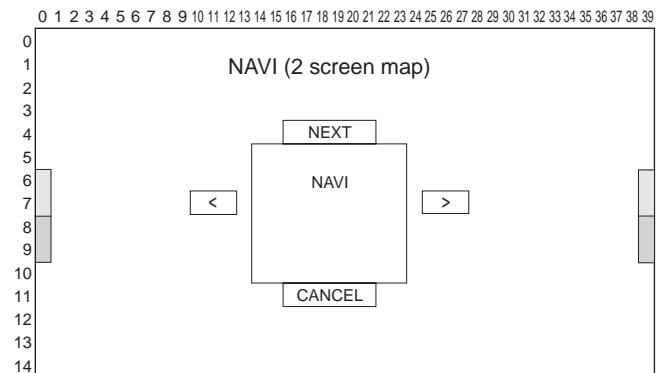 0 1 2 3 4 5 6 7 8 9 10 11 12 13 14 15 16 17 18 19 20 21 22 23 24 25 26 27 28 29 30 31 32 33 34 35 36 37 38 39
0
1 NAVI (2 screen map)
2
3
4 NEXT
5
6 NAVI
7 < >
8
9
10
11 CANCEL
12
13
14